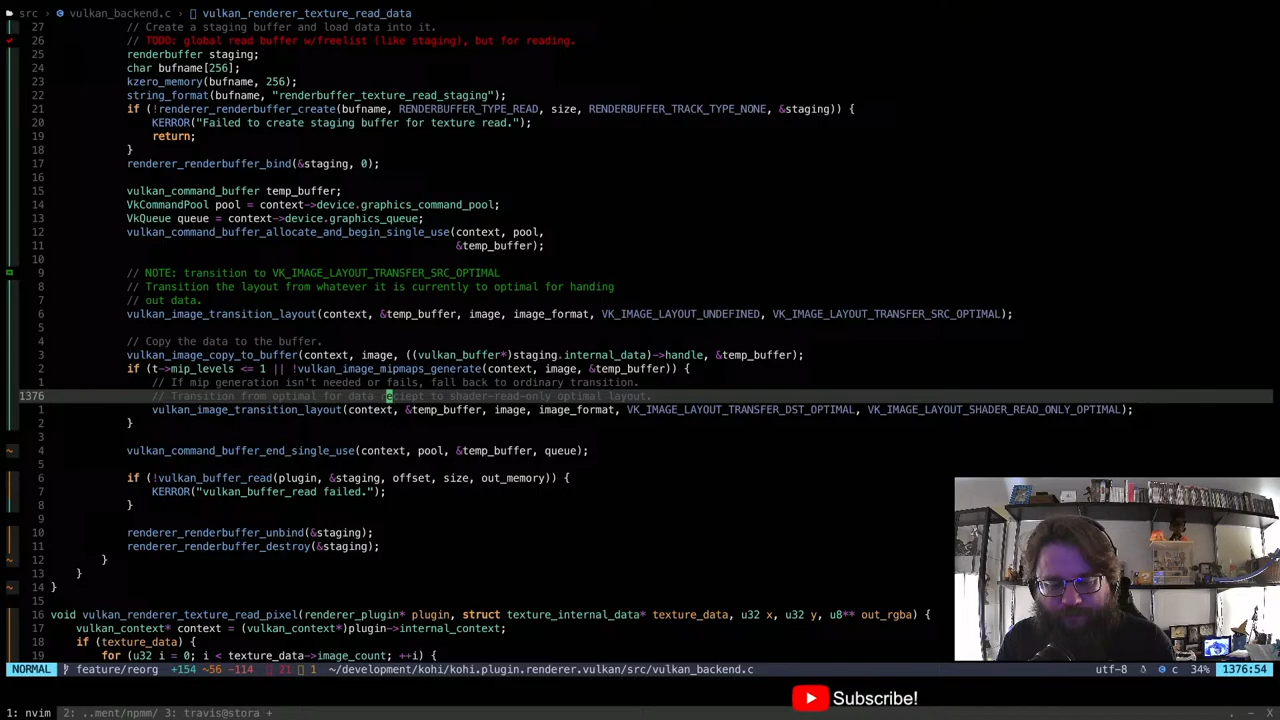 src › vulkan_backend.c › vulkan_renderer_texture_read_data
27 // Create a staging buffer and load data into it.
26 // TODO: global read buffer w/freelist (like staging), but for reading.
25 renderbuffer staging;
24 char bufname[256];
23 kzero_memory(bufname, 256);
22 string_format(bufname, "renderbuffer_texture_read_staging");
21 if (!renderer_renderbuffer_create(bufname, RENDERBUFFER_TYPE_READ, size, RENDERBUFFER_TRACK_TYPE_NONE, &staging)) {
20 KERROR("Failed to create staging buffer for texture read.");
19 return;
18 }
17 renderer_renderbuffer_bind(&staging, 0);
16
15 vulkan_command_buffer temp_buffer;
14 VkCommandPool pool = context->device.graphics_command_pool;
13 VkQueue queue = context->device.graphics_queue;
12 vulkan_command_buffer_allocate_and_begin_single_use(context, pool,
11 &temp_buffer);
10
9 // NOTE: transition to VK_IMAGE_LAYOUT_TRANSFER_SRC_OPTIMAL
8 // Transition the layout from whatever it is currently to optimal for handing
7 // out data.
6 vulkan_image_transition_layout(context, &temp_buffer, image, image_format, VK_IMAGE_LAYOUT_UNDEFINED, VK_IMAGE_LAYOUT_TRANSFER_SRC_OPTIMAL);
5
4 // Copy the data to the buffer.
3 vulkan_image_copy_to_buffer(context, image, ((vulkan_buffer*)staging.internal_data)->handle, &temp_buffer);
2 if (t->mip_levels <= 1 || !vulkan_image_mipmaps_generate(context, image, &temp_buffer)) {
1 // If mip generation isn't needed or fails, fall back to ordinary transition.
1376 // Transition from optimal for data reciept to shader-read-only optimal layout.
1 vulkan_image_transition_layout(context, &temp_buffer, image, image_format, VK_IMAGE_LAYOUT_TRANSFER_DST_OPTIMAL, VK_IMAGE_LAYOUT_SHADER_READ_ONLY_OPTIMAL);
2 }
3
4 vulkan_command_buffer_end_single_use(context, pool, &temp_buffer, queue);
5
6 if (!vulkan_buffer_read(plugin, &staging, offset, size, out_memory)) {
7 KERROR("vulkan_buffer_read failed.");
8 }
9
10 renderer_renderbuffer_unbind(&staging);
11 renderer_renderbuffer_destroy(&staging);
12 }
13 }
14 }
15
16 void vulkan_renderer_texture_read_pixel(renderer_plugin* plugin, struct texture_internal_data* texture_data, u32 x, u32 y, u8** out_rgba) {
17 vulkan_context* context = (vulkan_context*)plugin->internal_context;
18 if (texture_data) {
19 for (u32 i = 0; i < texture_data->image_count; ++i) {
NORMAL feature/reorg +154 ~56 -114 21 1 ~/development/kohi/kohi.plugin.renderer.vulkan/src/vulkan_backend.c utf-8 c 34% 1376:54
Subscribe!
1: nvim 2: ..ment/npmm/ 3: travis@stora + - X